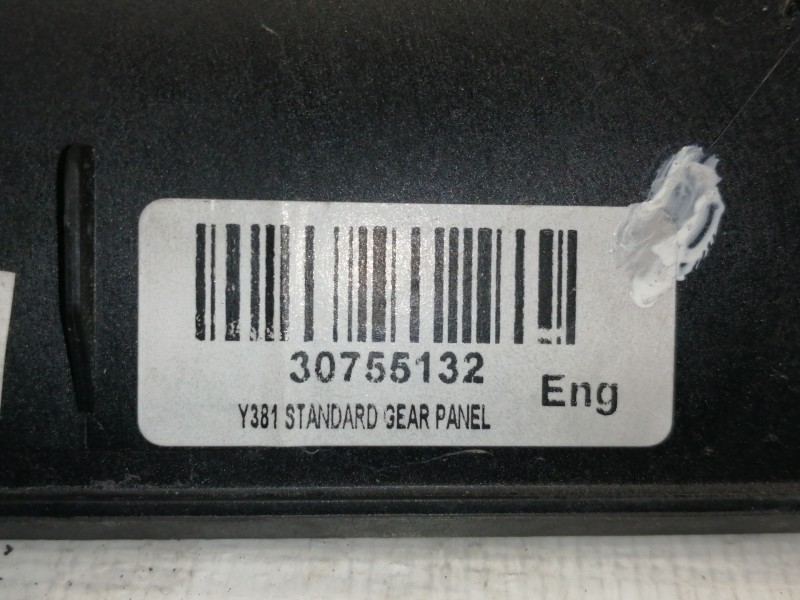 30755132
Eng
Y381 STANDARD GEAR PANEL